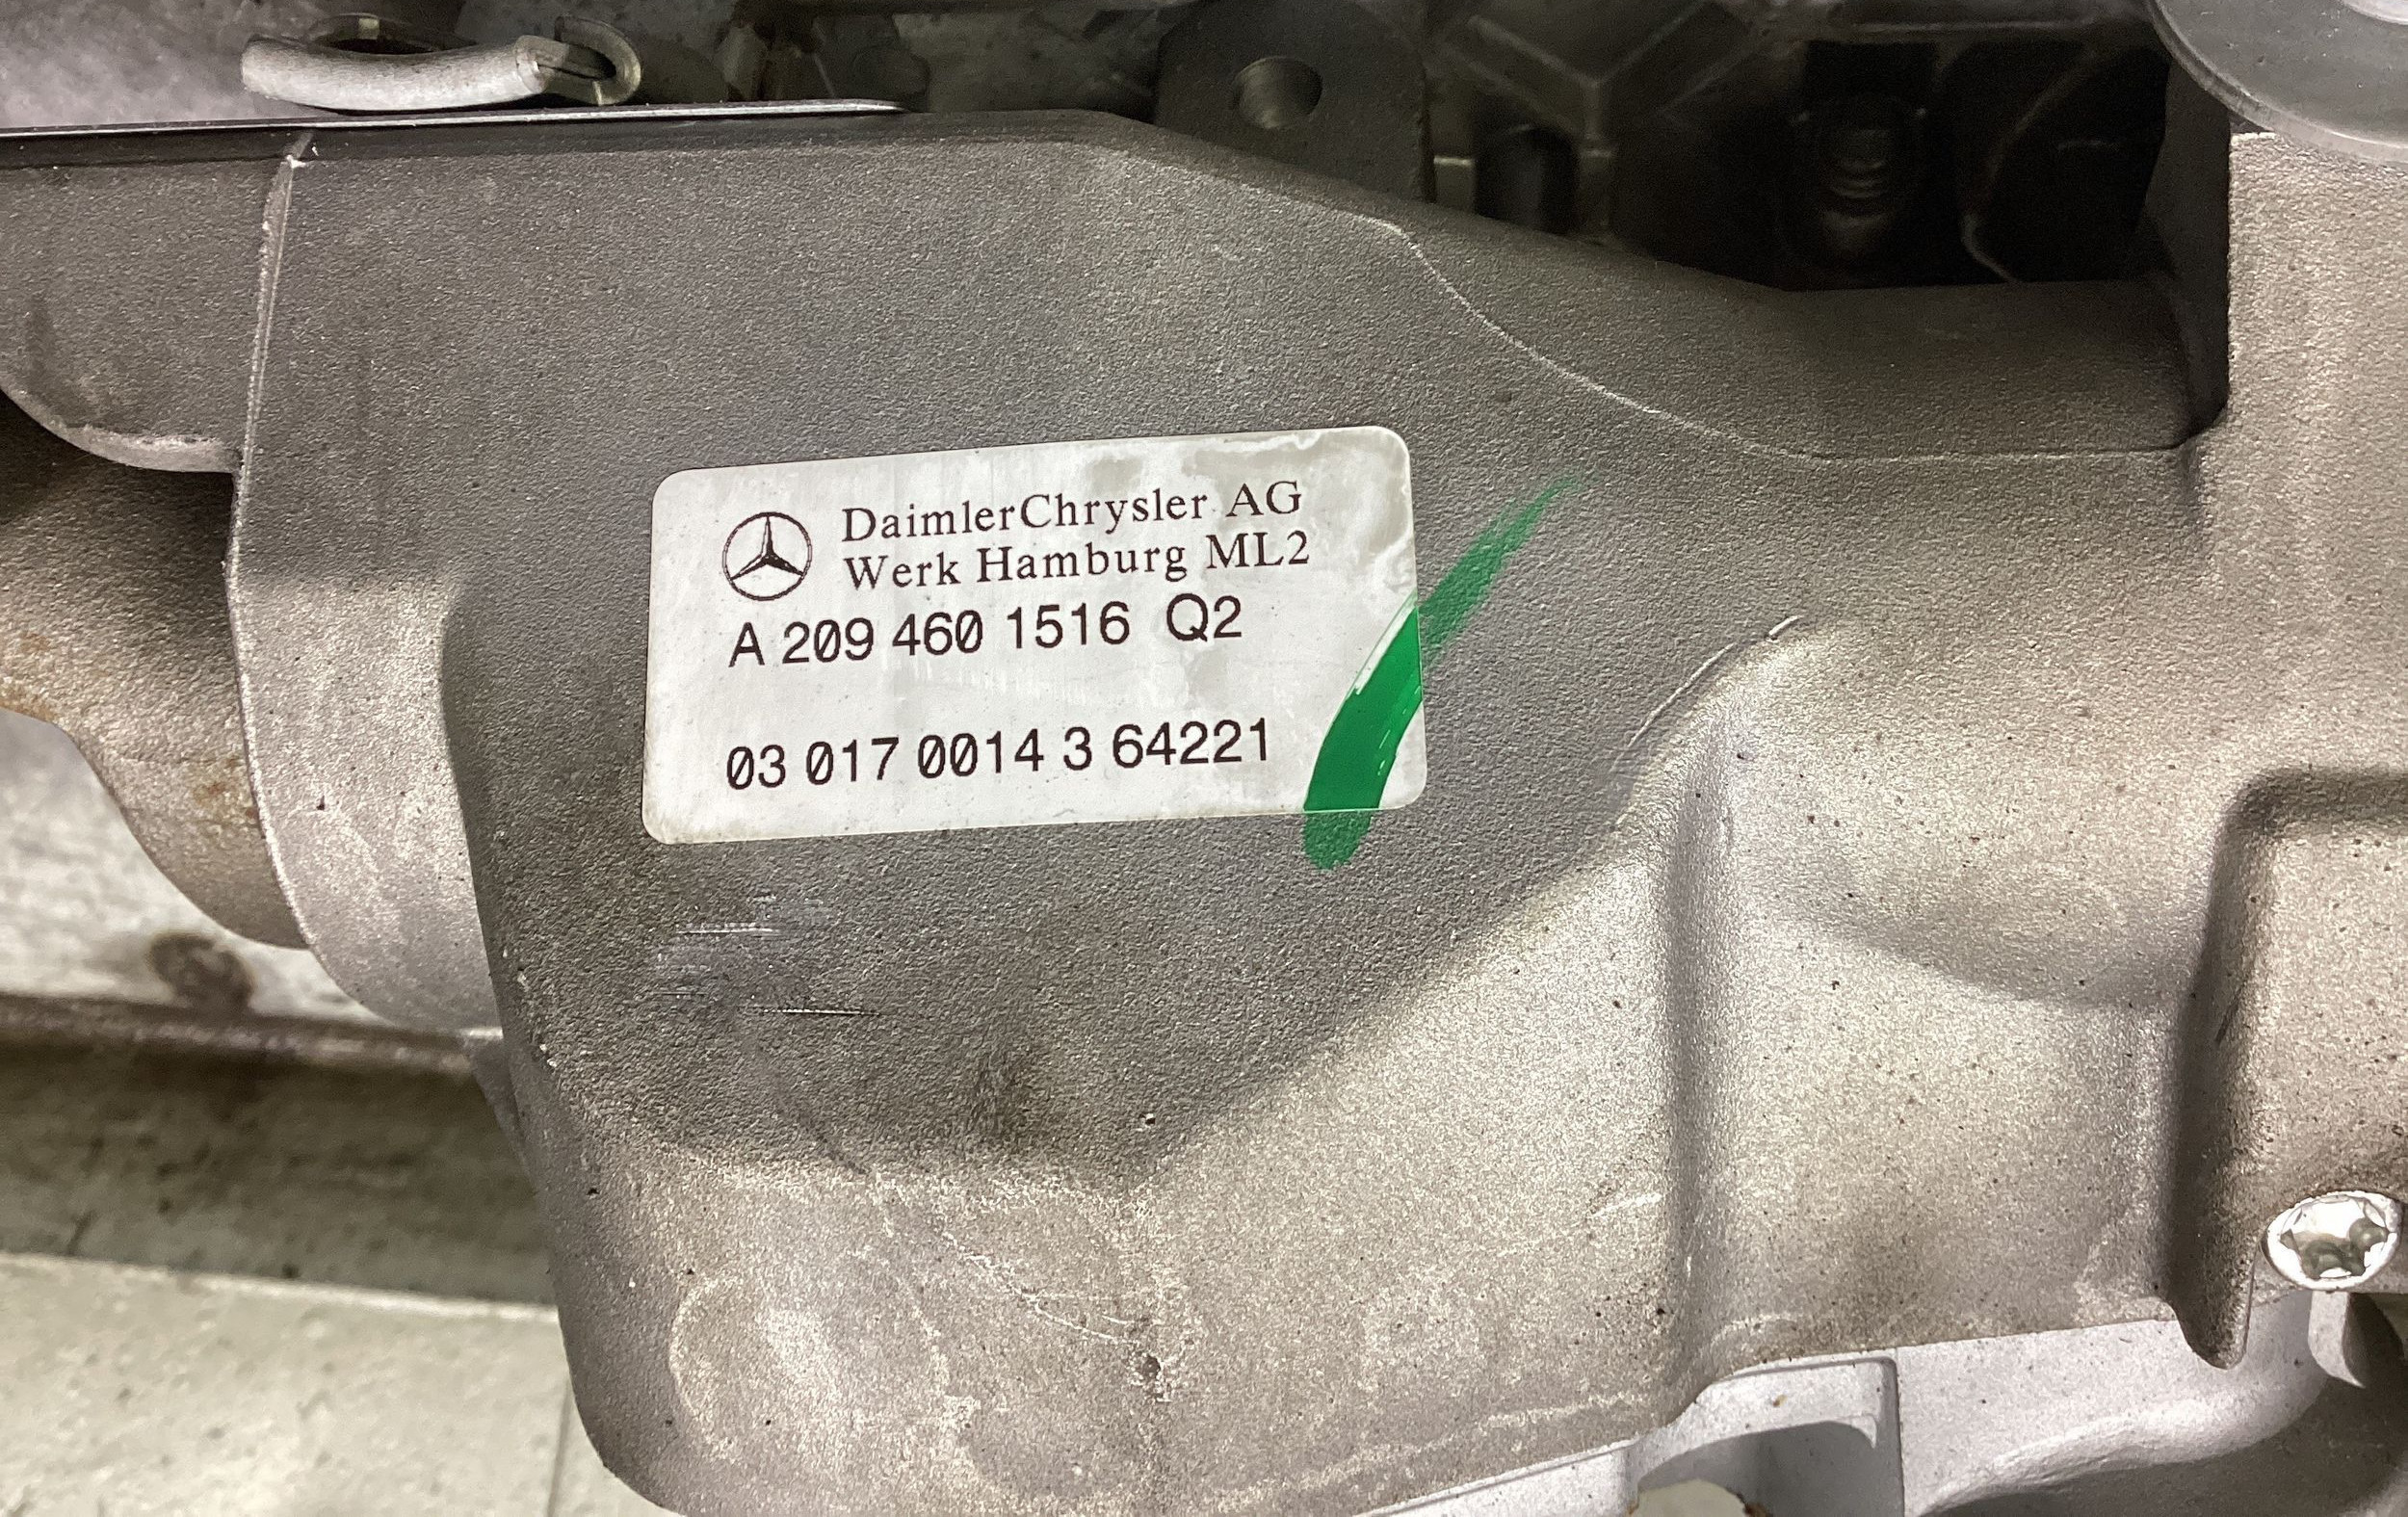 DaimlerChrysler AG
Werk Hamburg ML2
A 209 460 1516 Q2
03 017 0014 3 64221